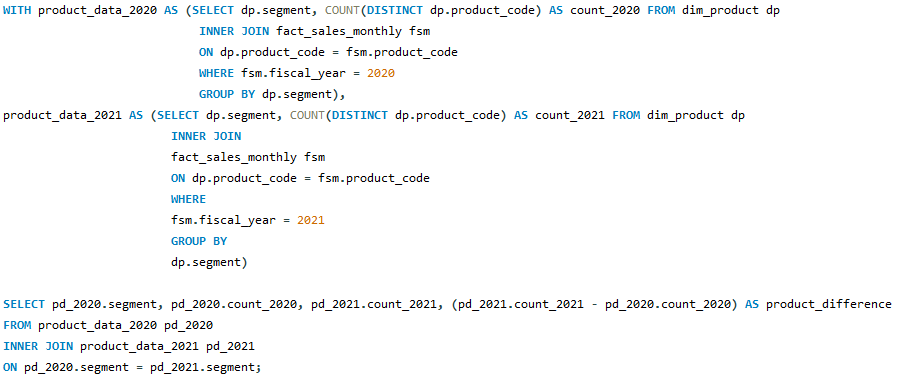 WITH product_data_2020 AS (SELECT dp.segment, COUNT(DISTINCT dp.product_code) AS count_2020 FROM dim_product dp
INNER JOIN fact_sales_monthly fsm
ON dp.product_code = fsm.product_code
WHERE fsm.fiscal_year = 2020
GROUP BY dp.segment),
product_data_2021 AS (SELECT dp.segment, COUNT(DISTINCT dp.product_code) AS count_2021 FROM dim_product dp
INNER JOIN
fact_sales_monthly fsm
ON dp.product_code = fsm.product_code
WHERE
fsm.fiscal_year = 2021
GROUP BY
dp.segment)
SELECT pd_2020.segment, pd_2020.count_2020, pd_2021.count_2021, (pd_2021.count_2021 - pd_2020.count_2020) AS product_difference
FROM product_data_2020 pd_2020
INNER JOIN product_data_2021 pd_2021
ON pd_2020.segment = pd_2021.segment;